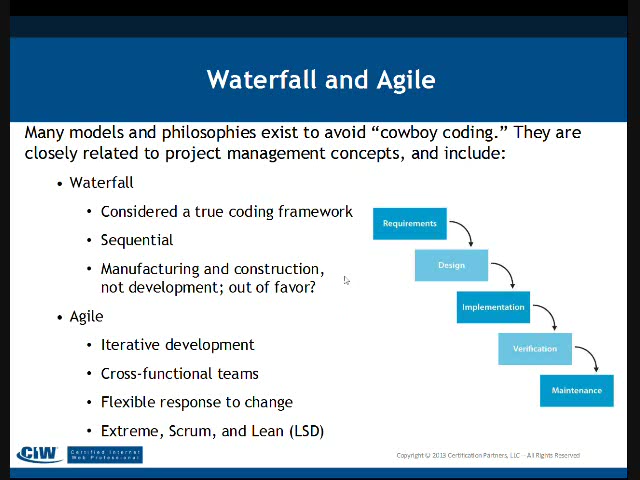 Waterfall and Agile
Many models and philosophies exist to avoid “cowboy coding.” They are
closely related to project management concepts, and include:
• Waterfall
• Considered a true coding framework
• Sequential
• Manufacturing and construction,
not development; out of favor?
• Agile
• Iterative development
• Cross-functional teams
• Flexible response to change
• Extreme, Scrum, and Lean (LSD)
Requirements
Design
Implementation
Verification
Maintenance
CIW
Certified Internet
Web Professional
Copyright © 2013 Certification Partners, LLC – All Rights Reserved